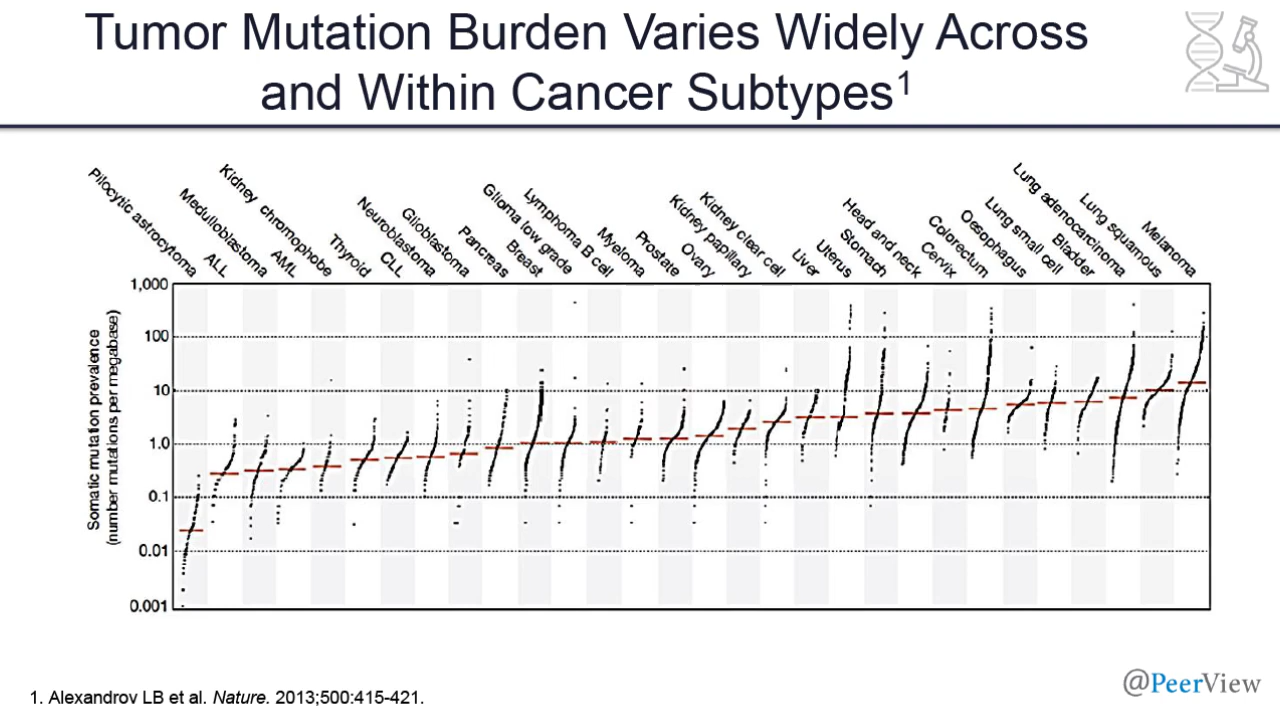 Tumor Mutation Burden Varies Widely Across
and Within Cancer Subtypes1
Pilocytic astrocytoma
ALL
Medulloblastoma
AML
Kidney chromophobe
Thyroid
CLL
Neuroblastoma
Glioblastoma
Pancreas
Breast
Glioma low grade
Lymphoma B cell
Myeloma
Prostate
Ovary
Kidney papillary
Kidney clear cell
Liver
Uterus
Stomach
Head and neck
Cervix
Colorectum
Oesophagus
Lung small cell
Bladder
Lung adenocarcinoma
Lung squamous
Melanoma
Somatic mutation prevalence
(number mutations per megabase)
1,000
100
10
1.0
0.1
0.01
0.001
1. Alexandrov LB et al. Nature. 2013;500:415-421.
@PeerView